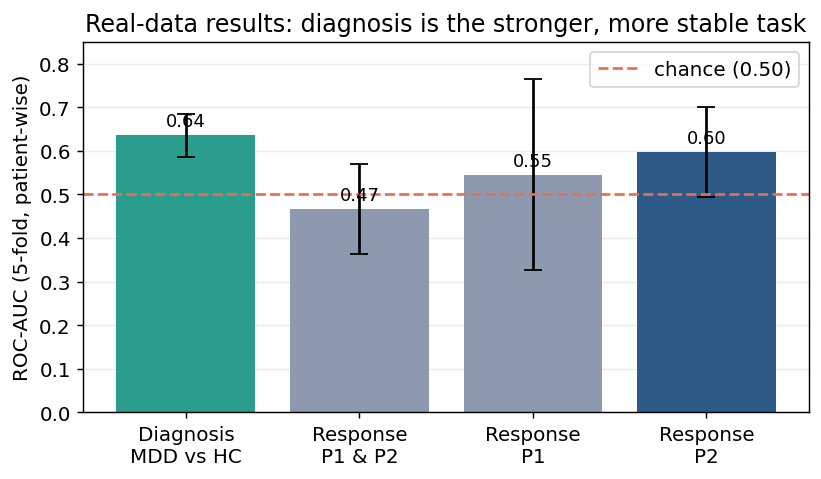 Real-data results: diagnosis is the stronger, more stable task
ROC-AUC (5-fold, patient-wise)
0.8
0.7
0.6
0.5
0.4
0.3
0.2
0.1
0.0
chance (0.50)
0.64
0.47
0.55
0.60
Diagnosis
MDD vs HC
Response
P1 & P2
Response
P1
Response
P2